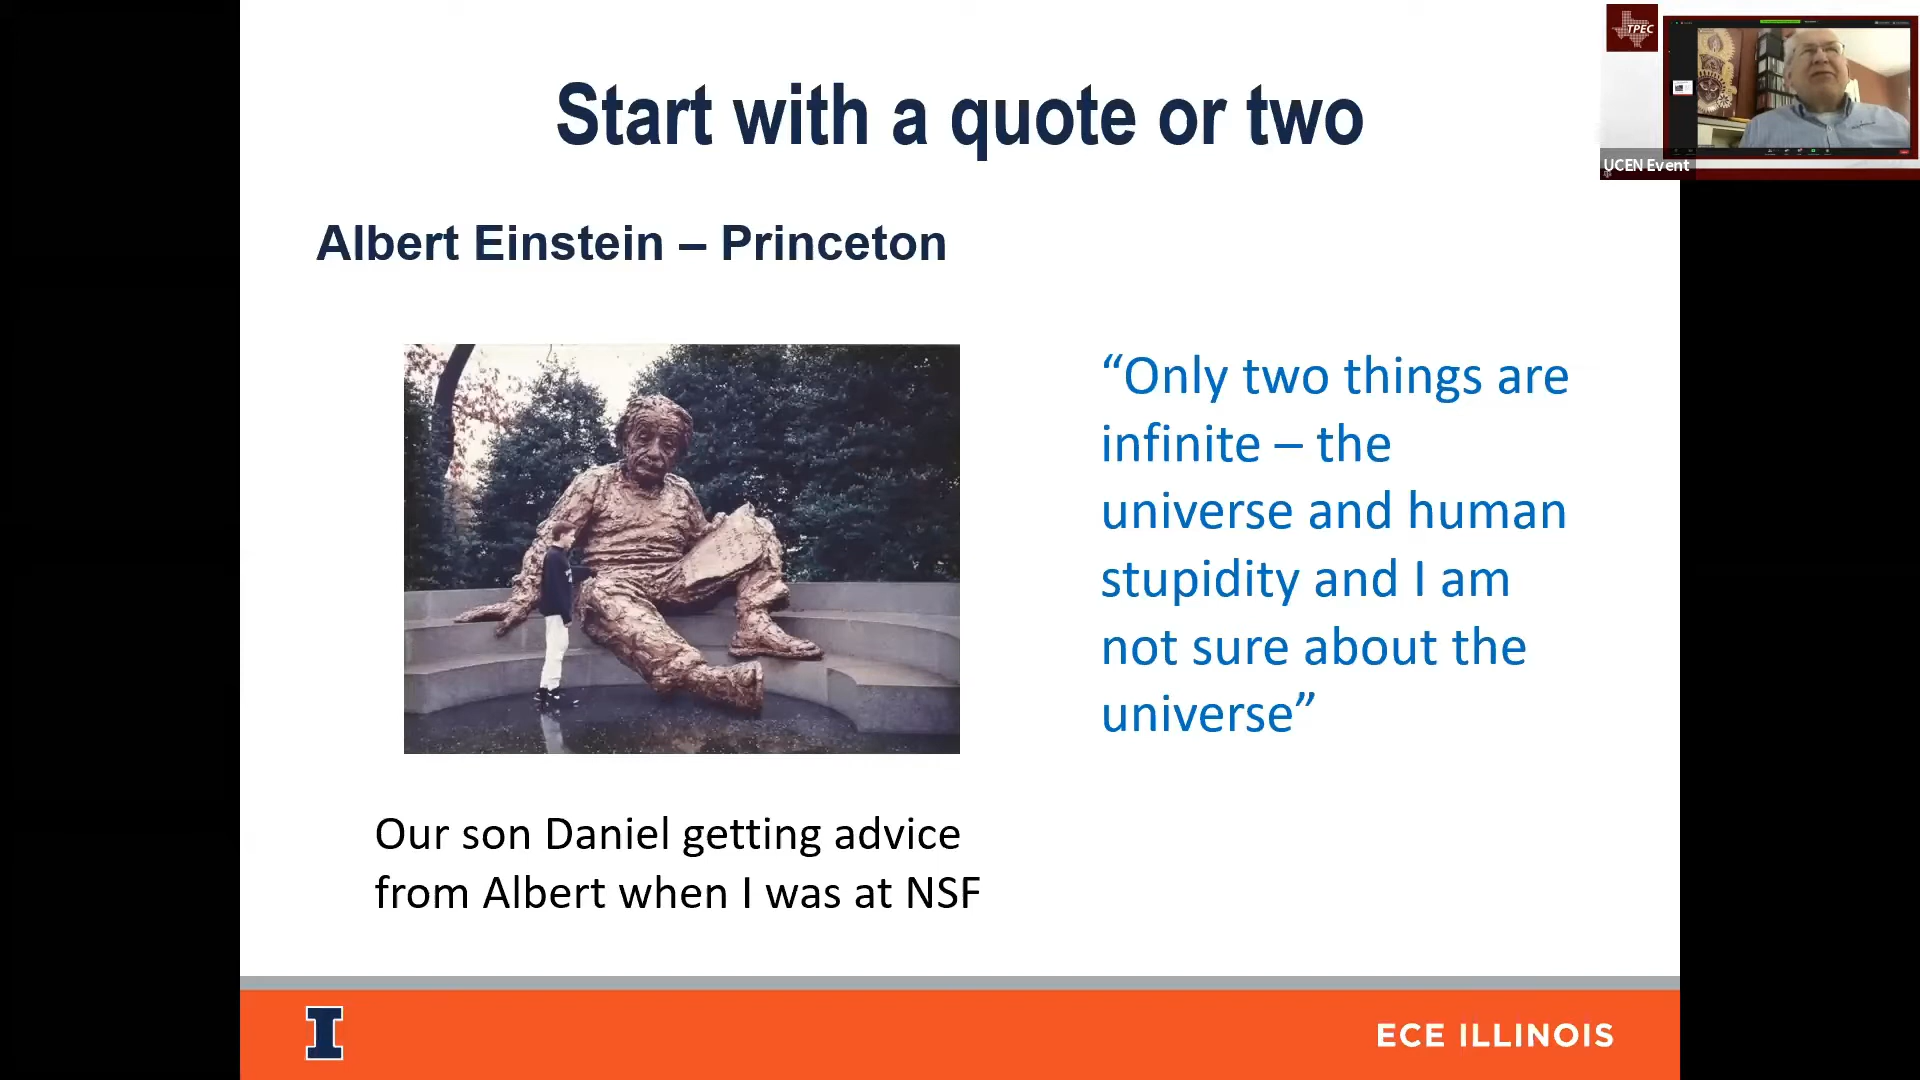 Start with a quote or two
TPEC
UCEN Event
Albert Einstein – Princeton
“Only two things are
infinite – the
universe and human
stupidity and I am
not sure about the
universe”
Our son Daniel getting advice
from Albert when I was at NSF
I
ECE ILLINOIS